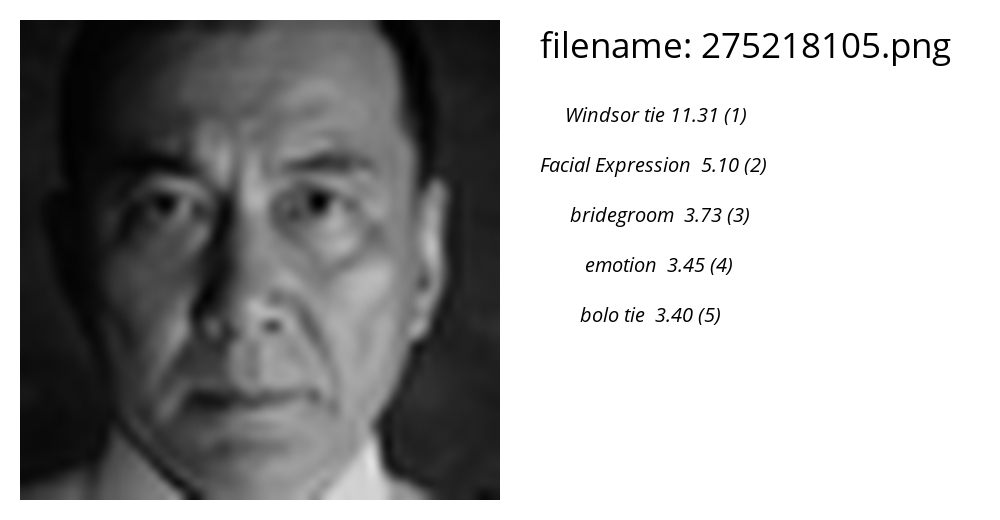 filename: 275218105.png
Windsor tie 11.31 (1)
Facial Expression 5.10 (2)
bridegroom 3.73 (3)
emotion 3.45 (4)
bolo tie 3.40 (5)